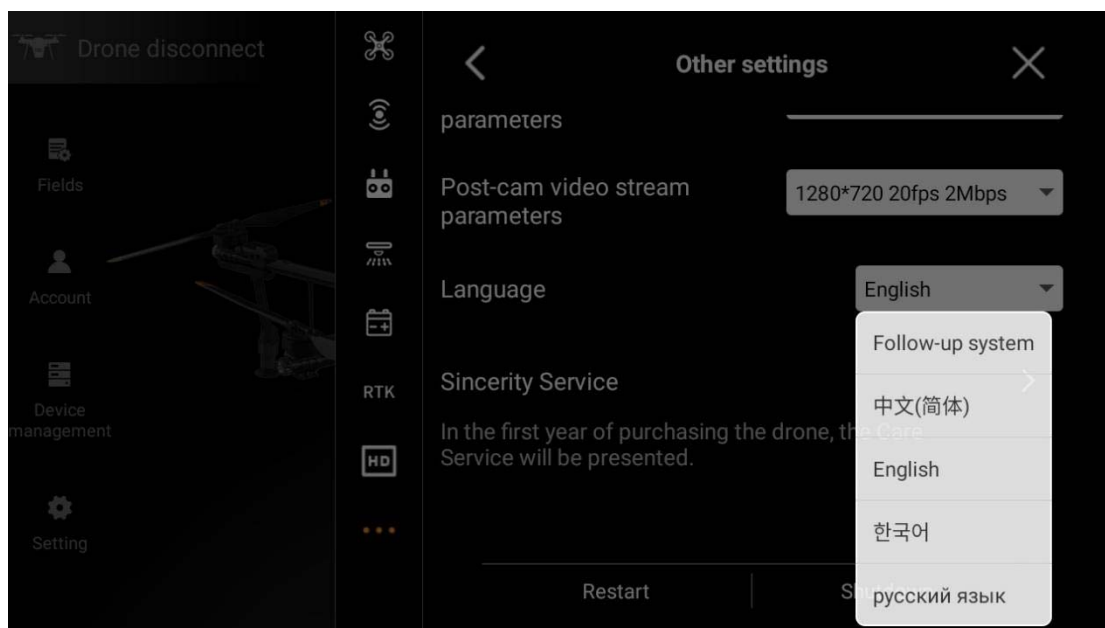 Drone disconnect
Fields
Account
Device
management
Setting
RTK
HD
Other settings
parameters
Post-cam video stream
parameters
1280*720 20fps 2Mbps
Language
English
Follow-up system
中文(简体)
English
한국어
русский язык
Sincerity Service
In the first year of purchasing the drone, the Care
Service will be presented.
Restart